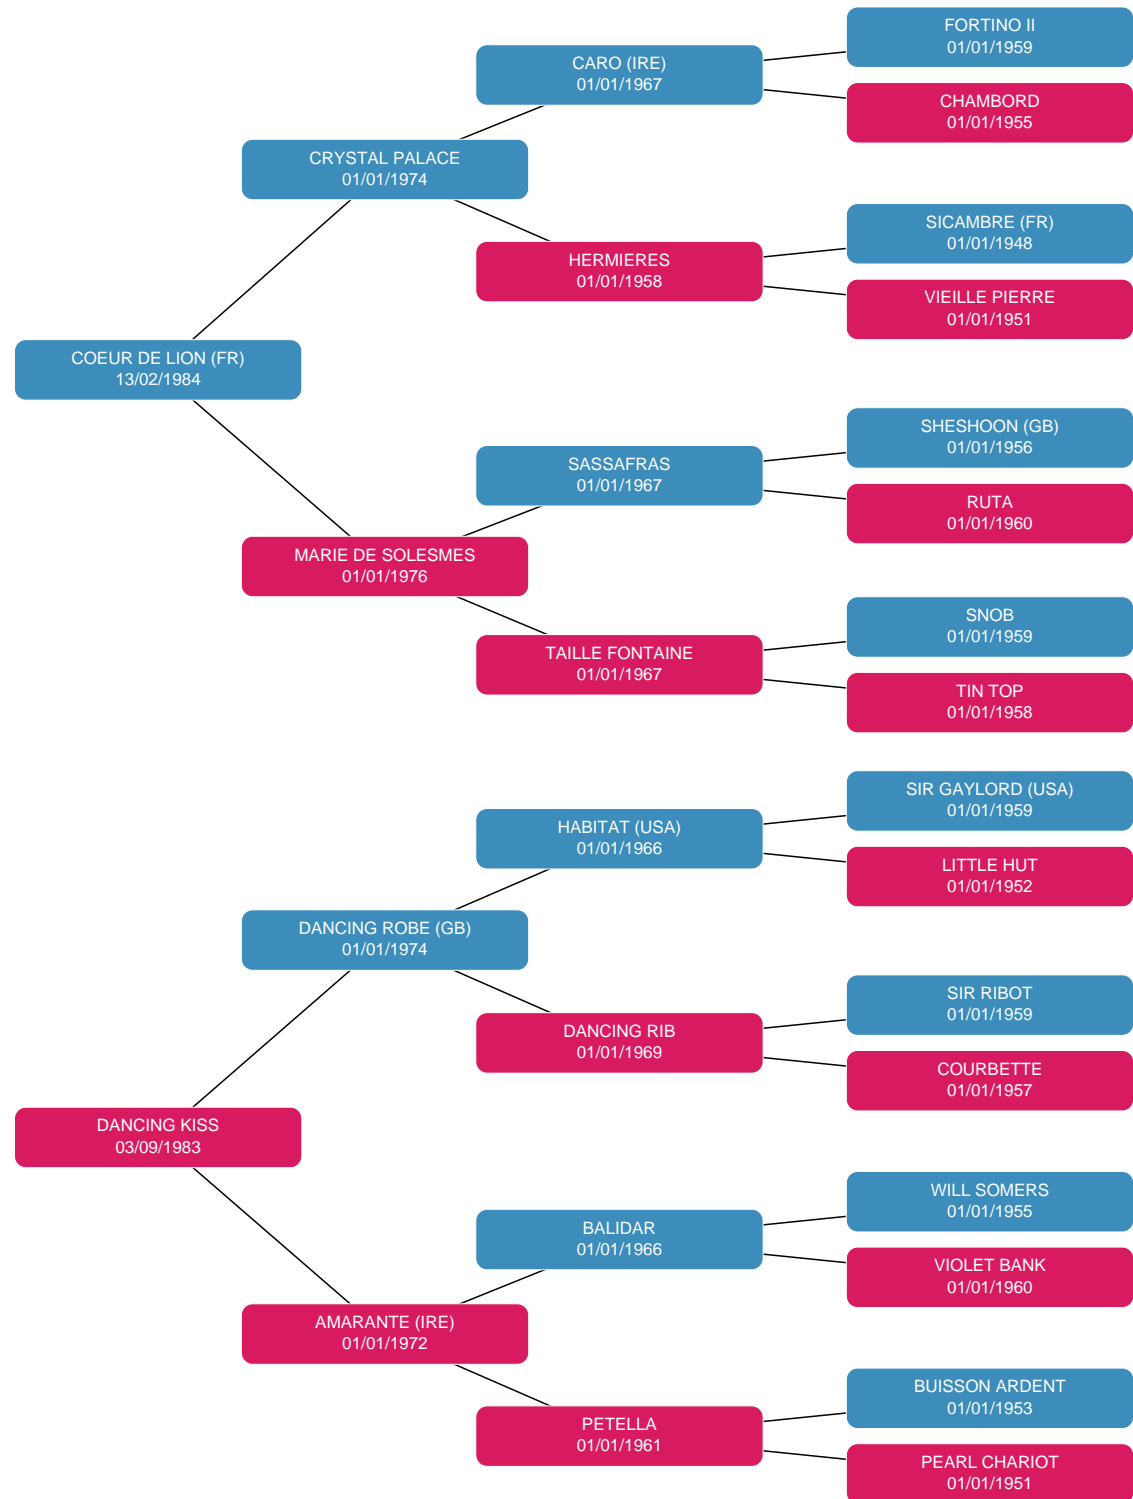 FORTINO II
01/01/1959
CARO (IRE)
01/01/1967
CHAMBORD
01/01/1955
CRYSTAL PALACE
01/01/1974
SICAMBRE (FR)
01/01/1948
HERMIERES
01/01/1958
VIEILLE PIERRE
01/01/1951
COEUR DE LION (FR)
13/02/1984
SHESHOON (GB)
01/01/1956
SASSAFRAS
01/01/1967
RUTA
01/01/1960
MARIE DE SOLESMES
01/01/1976
SNOB
01/01/1959
TAILLE FONTAINE
01/01/1967
TIN TOP
01/01/1958
SIR GAYLORD (USA)
01/01/1959
HABITAT (USA)
01/01/1966
LITTLE HUT
01/01/1952
DANCING ROBE (GB)
01/01/1974
SIR RIBOT
01/01/1959
DANCING RIB
01/01/1969
COURBETTE
01/01/1957
DANCING KISS
03/09/1983
WILL SOMERS
01/01/1955
BALIDAR
01/01/1966
VIOLET BANK
01/01/1960
AMARANTE (IRE)
01/01/1972
BUISSON ARDENT
01/01/1953
PETELLA
01/01/1961
PEARL CHARIOT
01/01/1951